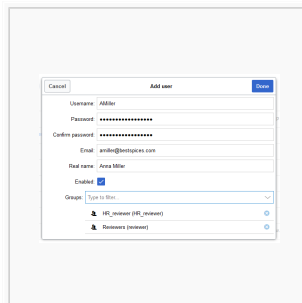 Cancel Add user Done
Username: AMiller
Password: ●●●●●●●●●●●●●●●●●
Confirm password: ●●●●●●●●●●●●●●●●●
Email: amiller@bestspices.com
Real name: Anna Miller
Enabled:
Groups: Type to filter...
HR_reviewer (HR_reviewer)
Reviewers (reviewer)